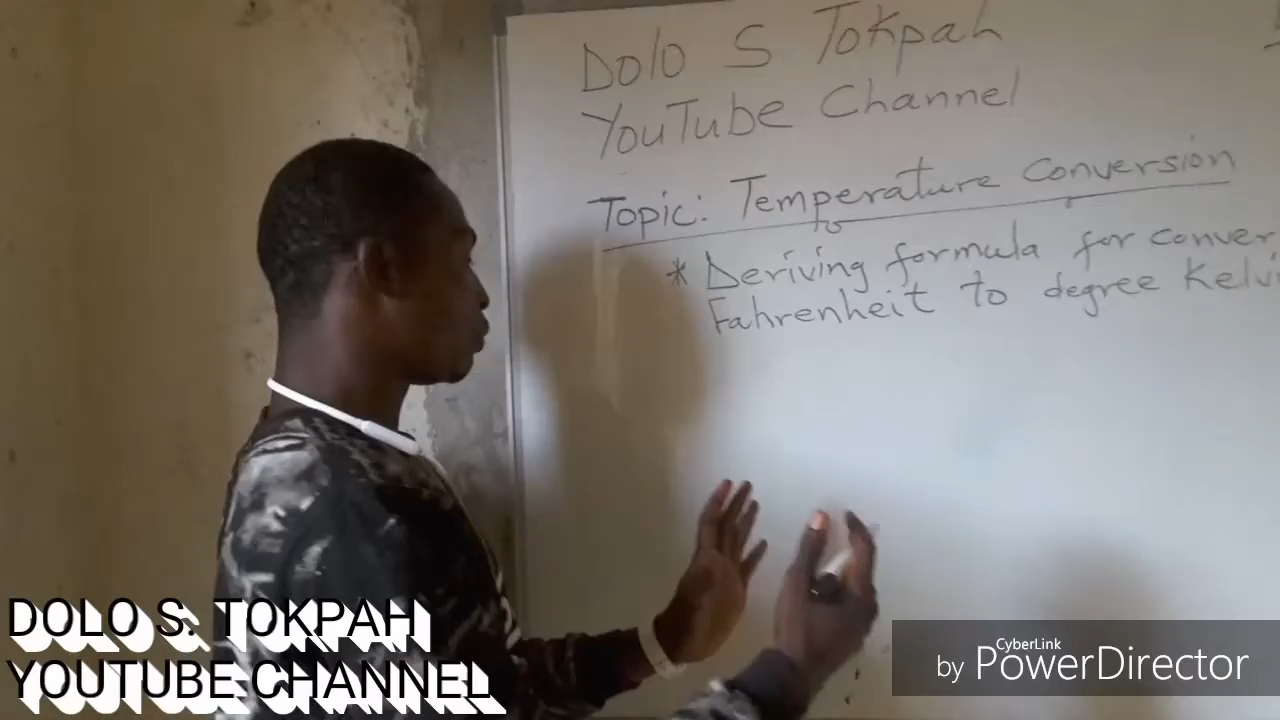 Dolo S. Tokpah
YouTube Channel
Topic: Temperature Conversion
* Deriving formula for conver
Fahrenheit to degree Kelvi
DOLO S. TOKPAH
YOUTUBE CHANNEL
CyberLink
by PowerDirector